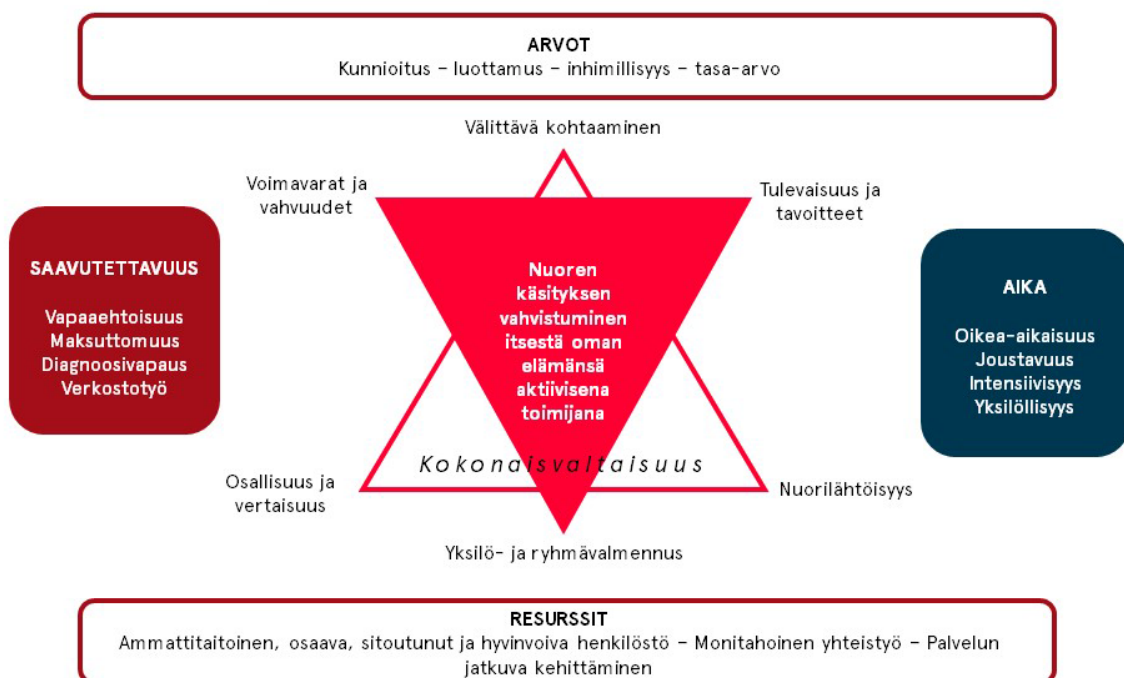 ARVOT
Kunnioitus – luottamus – inhimillisyys – tasa-arvo
Välittävä kohtaaminen
Voimavarat ja
vahvuudet
Tulevaisuus ja
tavoitteet
SAAVUTETTAVUUS
Vapaaehtoisuus
Maksuttomuus
Diagnoosivapaus
Verkostotyö
Nuoren
käsityksen
vahvistuminen
itsestä oman
elämänsä
aktiivisena
toimijana
AIKA
Oikea-aikaisuus
Joustavuus
Intensiivisyys
Yksilöllisyys
Kokonaisvaltaisuus
Osallisuus ja
vertaisuus
Nuorilähtöisyys
Yksilö- ja ryhmävalmennus
RESURSSIT
Ammattitaitoinen, osaava, sitoutunut ja hyvinvoiva henkilöstö – Monitahoinen yhteistyö – Palvelun
jatkuva kehittäminen